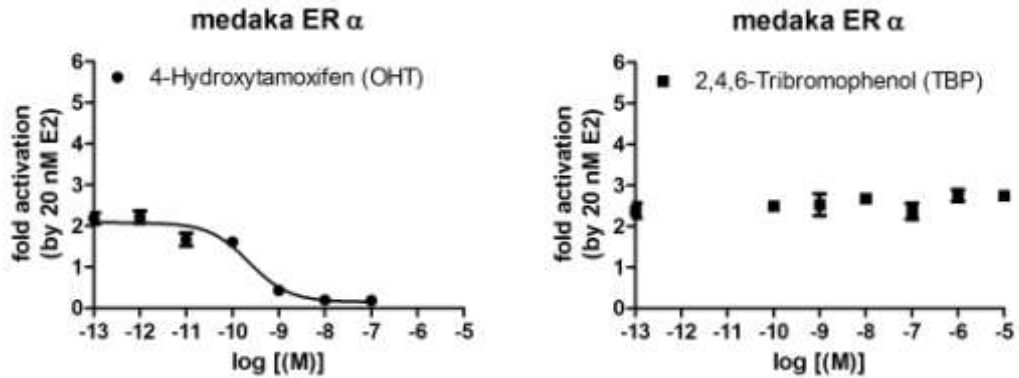 medaka ER α
6
5
4
3
2
1
0
fold activation
(by 20 nM E2)
4-Hydroxytamoxifen (OHT)
-13 -12 -11 -10 -9 -8 -7 -6 -5
log [(M)]
medaka ER α
6
5
4
3
2
1
0
fold activation
(by 20 nM E2)
2,4,6-Tribromophenol (TBP)
-13 -12 -11 -10 -9 -8 -7 -6 -5
log [(M)]